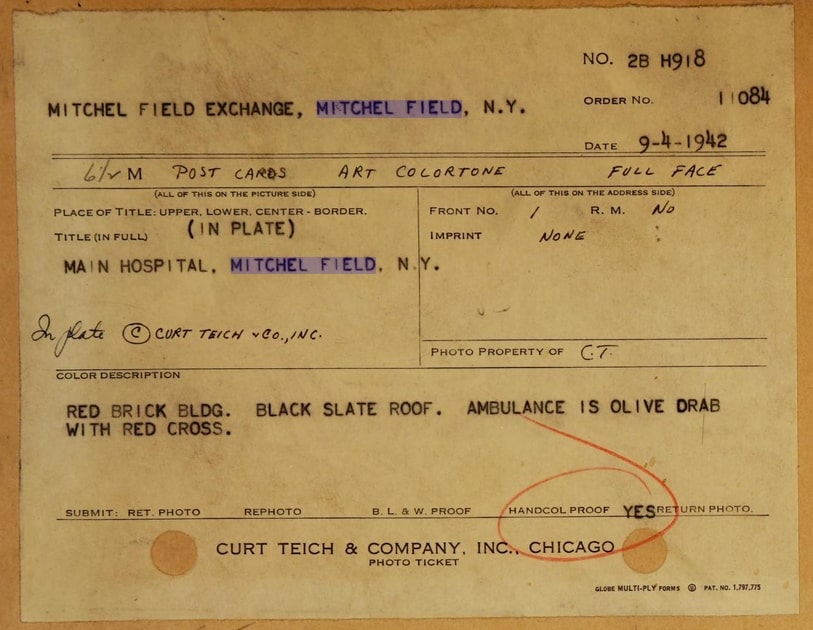 NO. 2B H918
MITCHEL FIELD EXCHANGE, MITCHEL FIELD, N.Y.
ORDER NO. 11084
DATE 9-4-1942
6½ M POST CARDS ART COLORTONE FULL FACE
(ALL OF THIS ON THE PICTURE SIDE)
(ALL OF THIS ON THE ADDRESS SIDE)
PLACE OF TITLE: UPPER, LOWER, CENTER - BORDER.
FRONT NO. 1 R. M. NO
TITLE (IN FULL) (IN PLATE)
IMPRINT NONE
MAIN HOSPITAL, MITCHEL FIELD, N.Y.
In plate © CURT TEICH & CO., INC.
PHOTO PROPERTY OF C.T.
COLOR DESCRIPTION
RED BRICK BLDG. BLACK SLATE ROOF. AMBULANCE IS OLIVE DRAB
WITH RED CROSS.
SUBMIT: RET. PHOTO REPHOTO B. L. & W. PROOF HANDCOL PROOF YES RETURN PHOTO.
CURT TEICH & COMPANY, INC., CHICAGO
PHOTO TICKET
GLOBE MULTI-PLY FORMS PAT. NO. 1,797,775